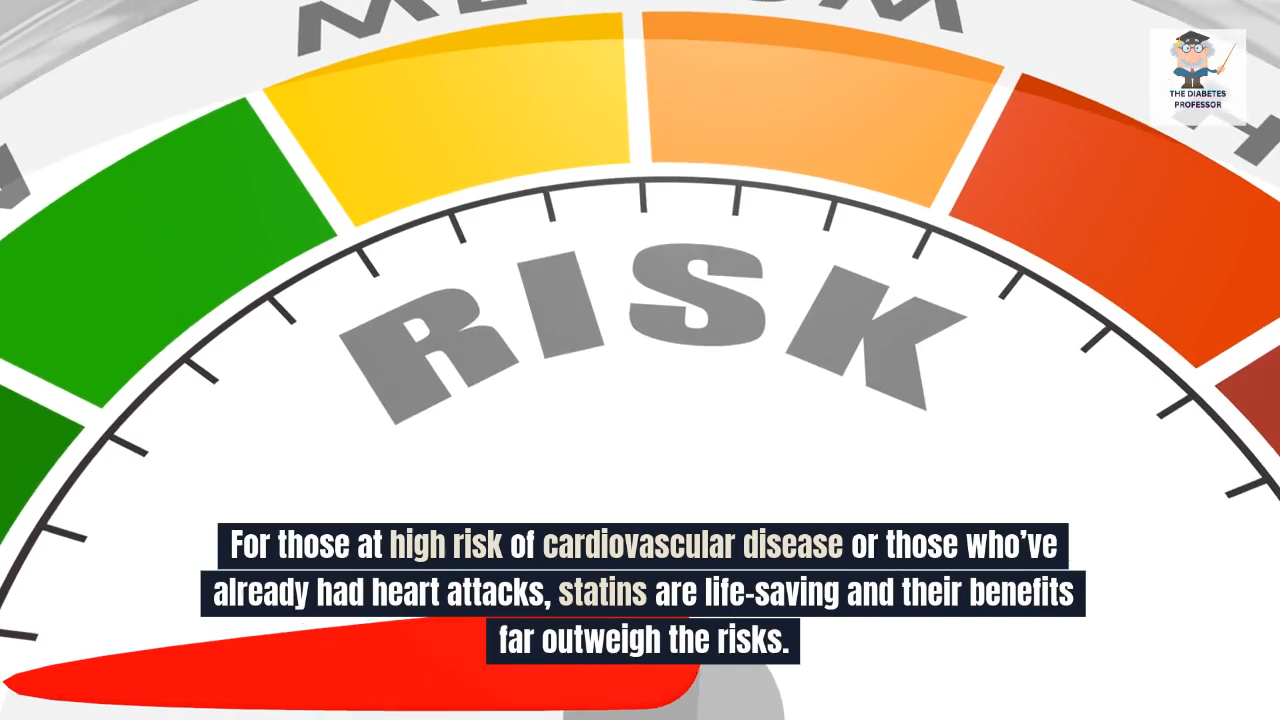 RISK
THE DIABETES
PROFESSOR
For those at high risk of cardiovascular disease or those who’ve
already had heart attacks, statins are life-saving and their benefits
far outweigh the risks.